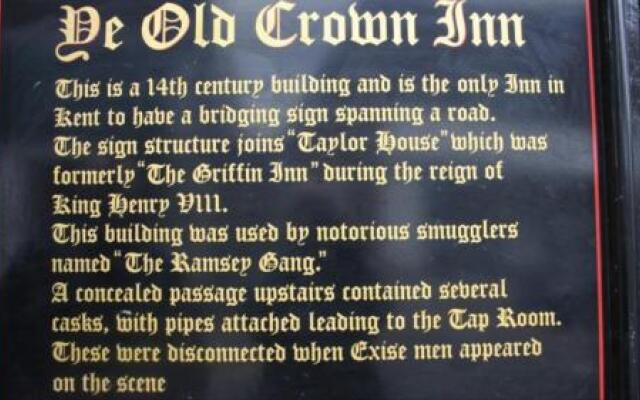 Ye Old Crown Inn
This is a 14th century building and is the only Inn in
Kent to have a bridging sign spanning a road.
The sign structure joins "Taylor House" which was
formerly "The Griffin Inn" during the reign of
King Henry VIII.
This building was used by notorious smugglers
named "The Ramsey Gang."
A concealed passage upstairs contained several
casks, with pipes attached leading to the Tap Room.
These were disconnected when Exise men appeared
on the scene